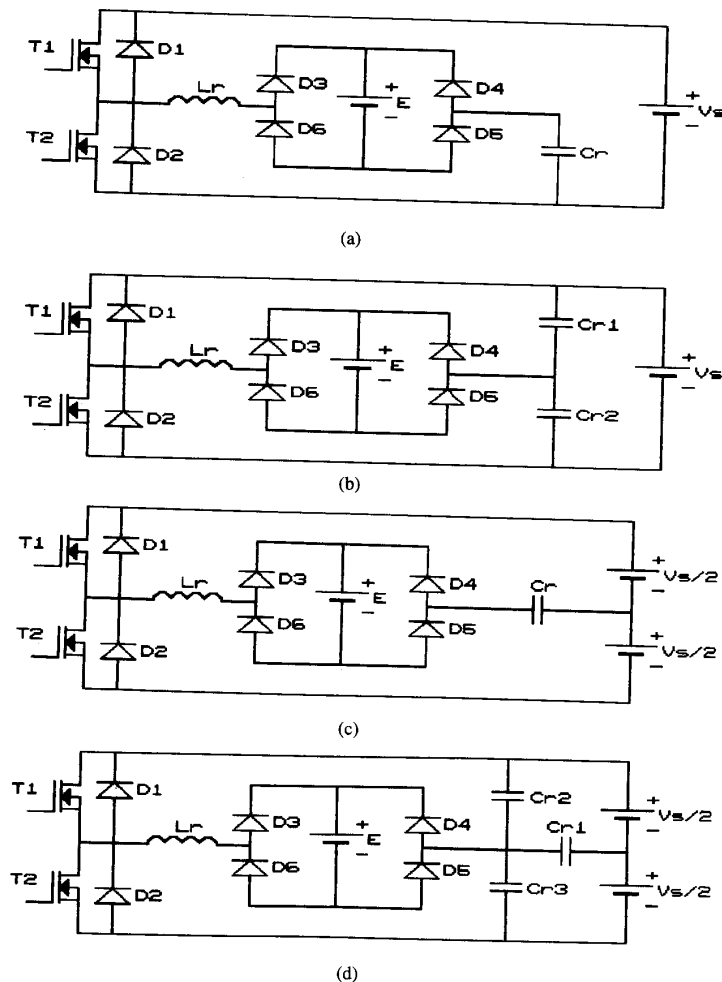 T1 D1 Lr D3 + E − D4 + Vs −
T2 D2 D6 D5 Cr
(a)
T1 D1 Lr D3 + E − D4 Cr1 + Vs −
T2 D2 D6 D5 Cr2
(b)
T1 D1 Lr D3 + E − D4 Cr + Vs/2 −
T2 D2 D6 D5 + Vs/2 −
(c)
T1 D1 Lr D3 + E − D4 Cr2 Cr1 + Vs/2 −
T2 D2 D6 D5 Cr3 + Vs/2 −
(d)